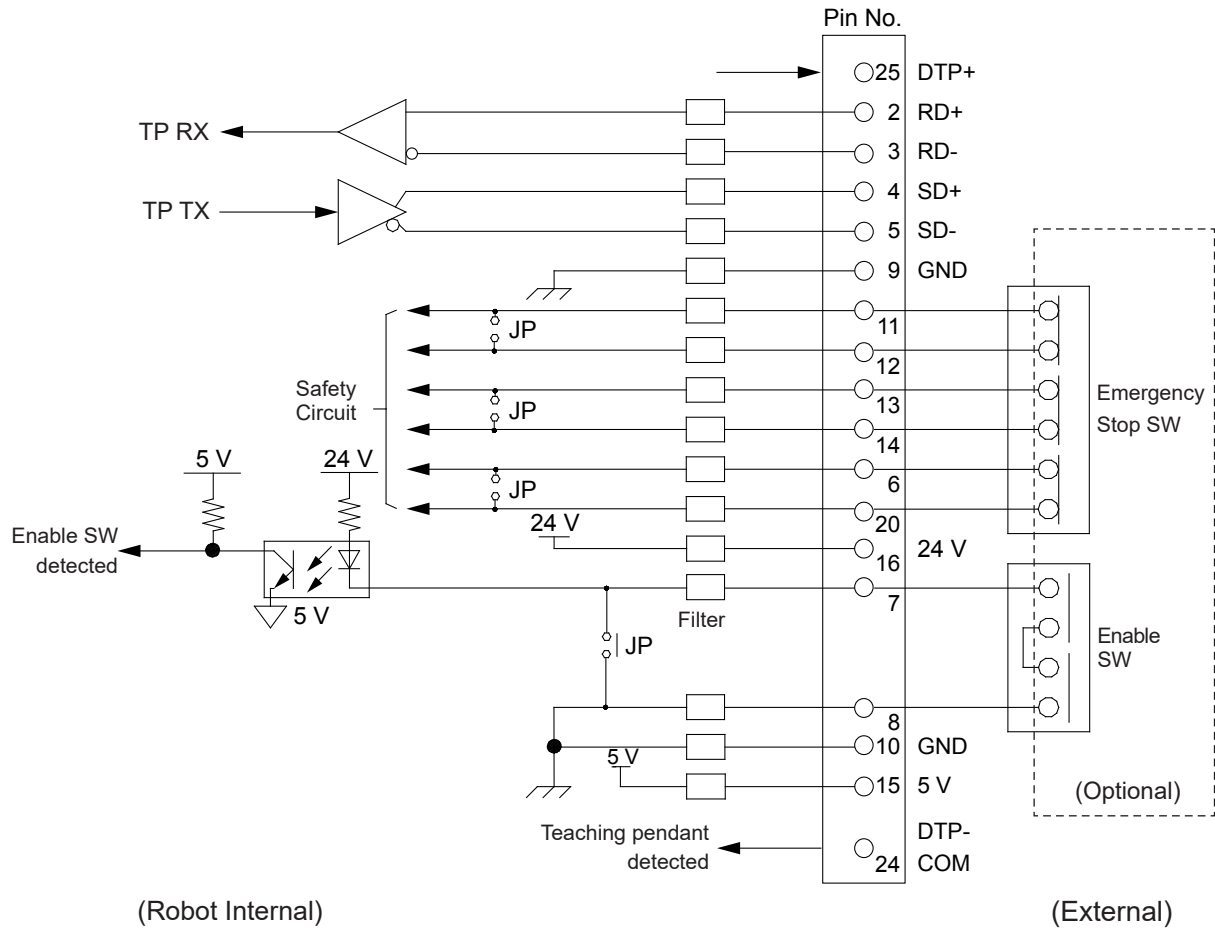 Pin No.
25 DTP+
2 RD+
TP RX
3 RD-
4 SD+
TP TX
5 SD-
9 GND
11
JP
12
Safety
Circuit
13
JP
Emergency
Stop SW
14
5 V
24 V
6
JP
20
24 V
Enable SW
detected
16 24 V
5 V
7
Filter
JP
Enable
SW
8
10 GND
5 V
15 5 V
(Optional)
Teaching pendant
detected
DTP-
24 COM
(Robot Internal)
(External)